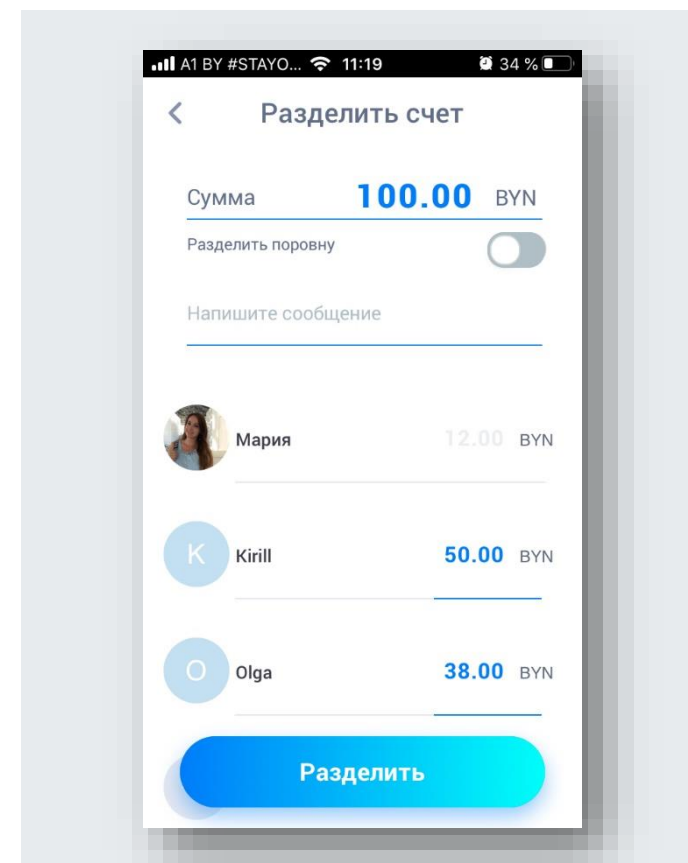 A1 BY #STAYO... 11:19 34 %
Разделить счет
Сумма 100.00 BYN
Разделить поровну
Напишите сообщение
Мария 12.00 BYN
K Kirill 50.00 BYN
O Olga 38.00 BYN
Разделить